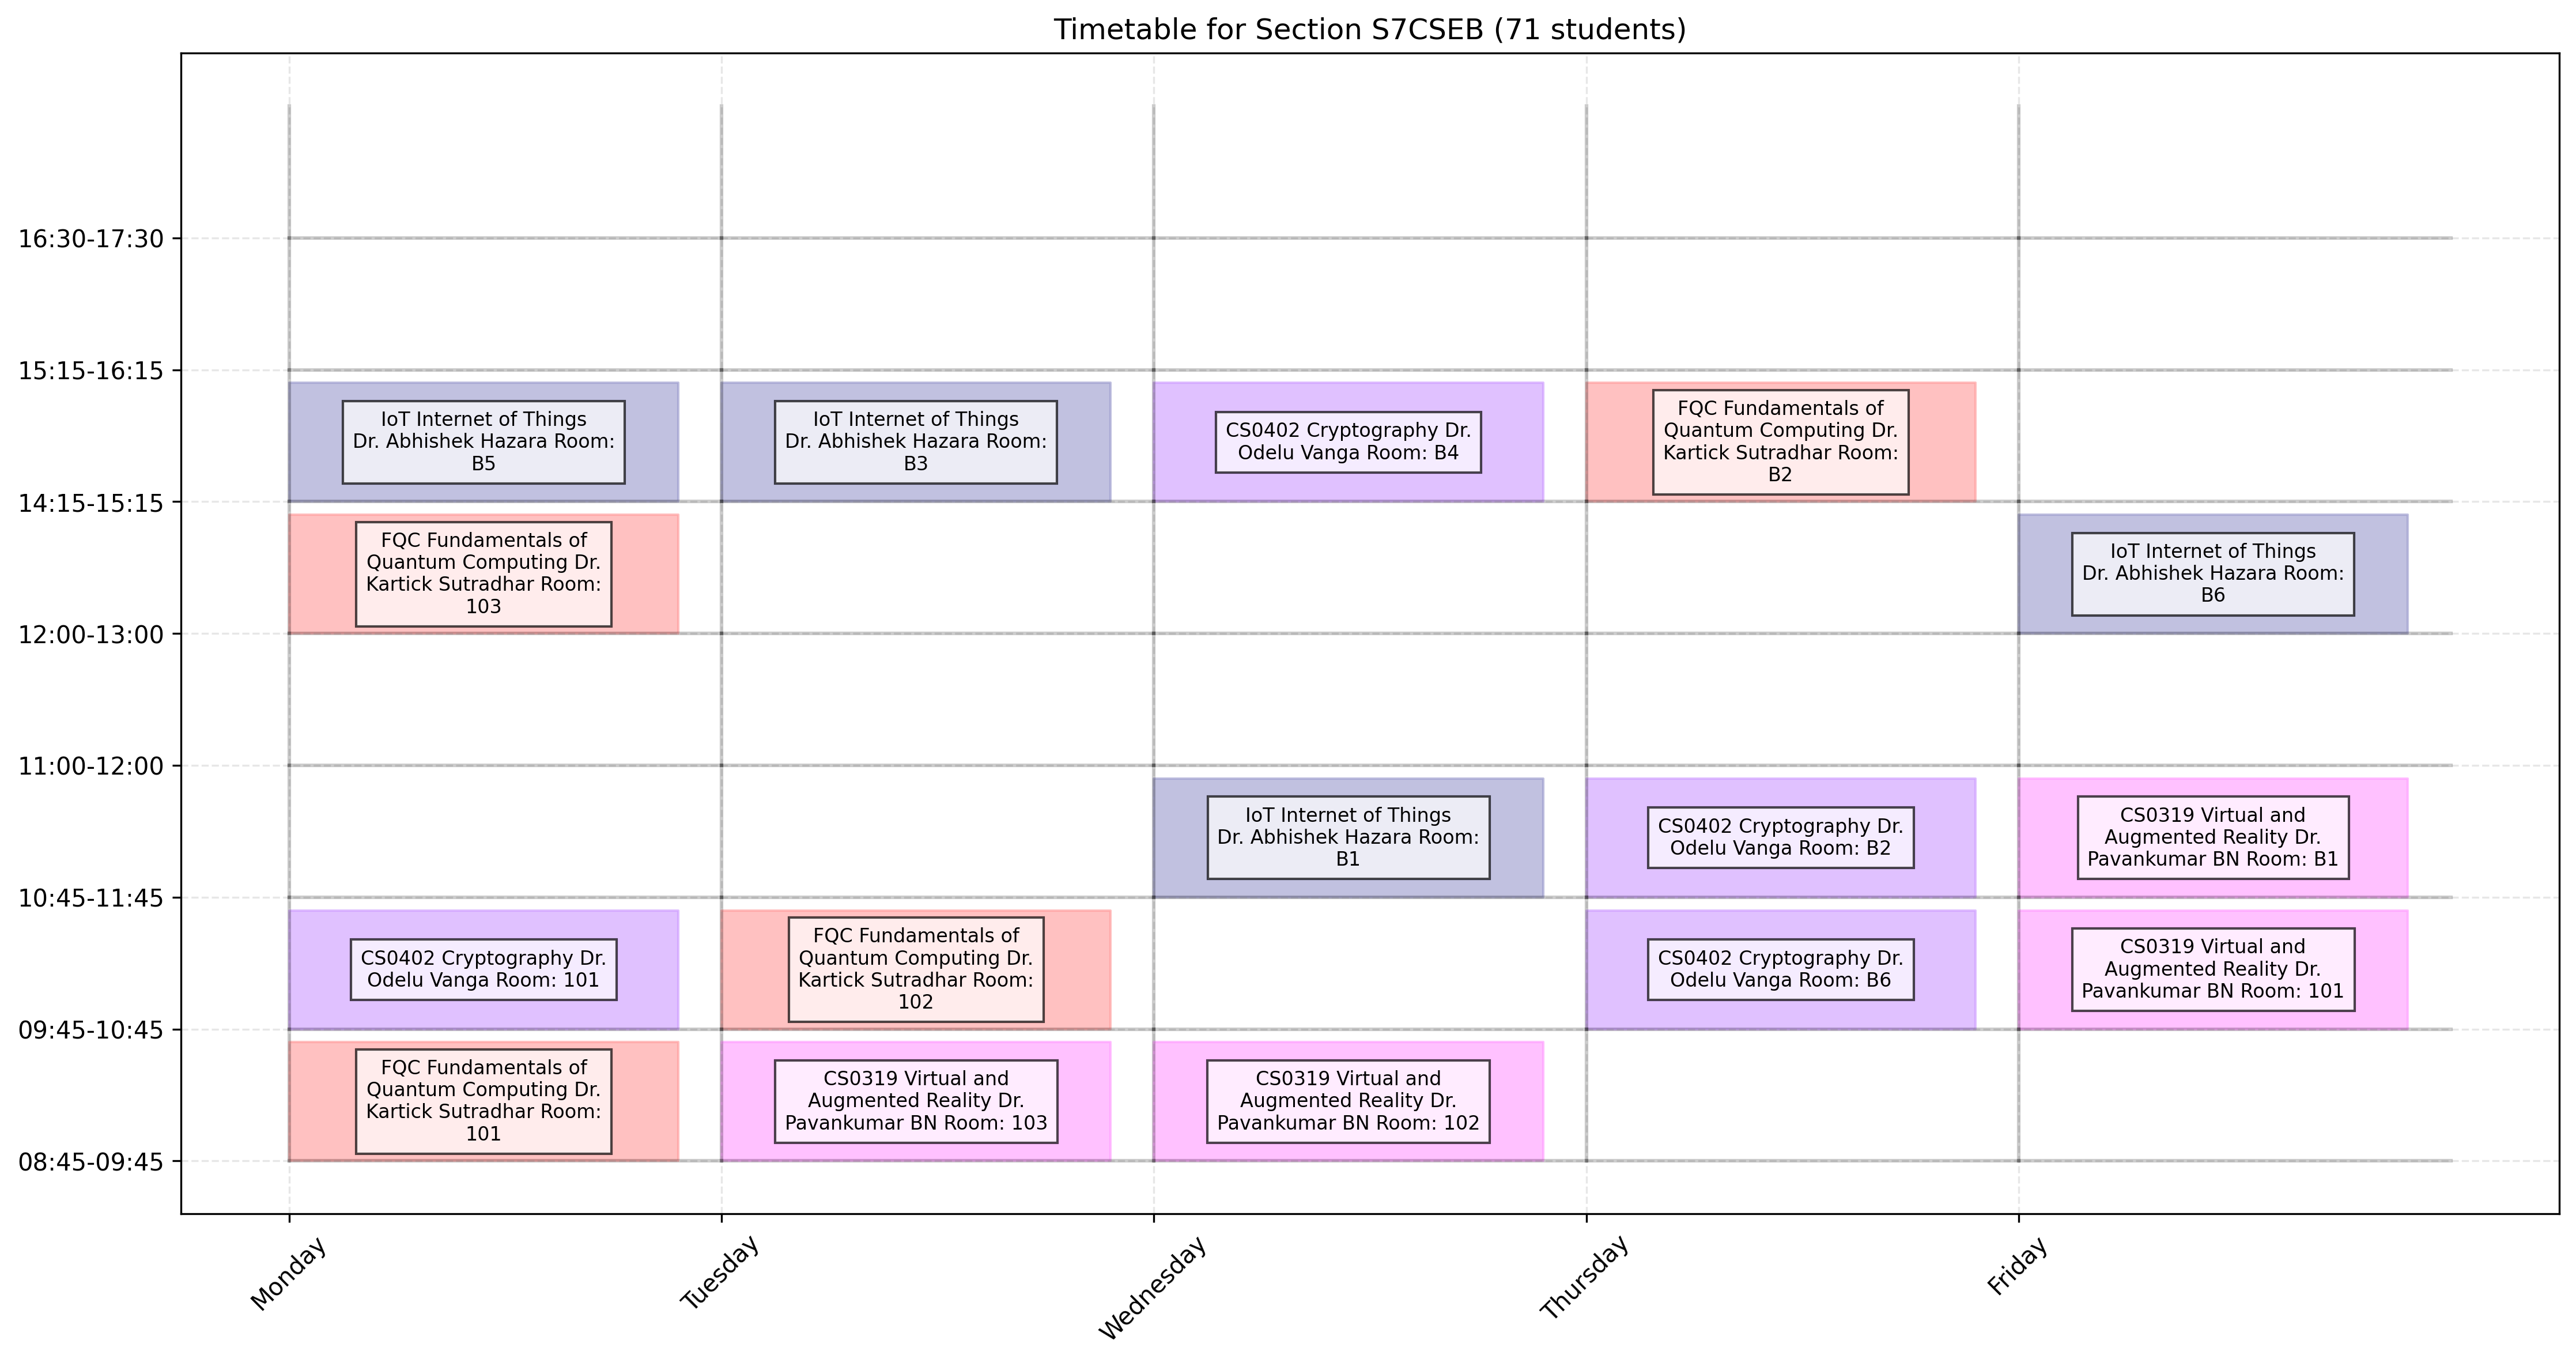 Timetable for Section S7CSEB (71 students)
16:30-17:30
15:15-16:15
IoT Internet of Things
Dr. Abhishek Hazara Room:
B5
IoT Internet of Things
Dr. Abhishek Hazara Room:
B3
CS0402 Cryptography Dr.
Odelu Vanga Room: B4
FQC Fundamentals of
Quantum Computing Dr.
Kartick Sutradhar Room:
B2
14:15-15:15
FQC Fundamentals of
Quantum Computing Dr.
Kartick Sutradhar Room:
103
IoT Internet of Things
Dr. Abhishek Hazara Room:
B6
12:00-13:00
11:00-12:00
IoT Internet of Things
Dr. Abhishek Hazara Room:
B1
CS0402 Cryptography Dr.
Odelu Vanga Room: B2
CS0319 Virtual and
Augmented Reality Dr.
Pavankumar BN Room: B1
10:45-11:45
CS0402 Cryptography Dr.
Odelu Vanga Room: 101
FQC Fundamentals of
Quantum Computing Dr.
Kartick Sutradhar Room:
102
CS0402 Cryptography Dr.
Odelu Vanga Room: B6
CS0319 Virtual and
Augmented Reality Dr.
Pavankumar BN Room: 101
09:45-10:45
FQC Fundamentals of
Quantum Computing Dr.
Kartick Sutradhar Room:
101
CS0319 Virtual and
Augmented Reality Dr.
Pavankumar BN Room: 103
CS0319 Virtual and
Augmented Reality Dr.
Pavankumar BN Room: 102
08:45-09:45
Monday
Tuesday
Wednesday
Thursday
Friday